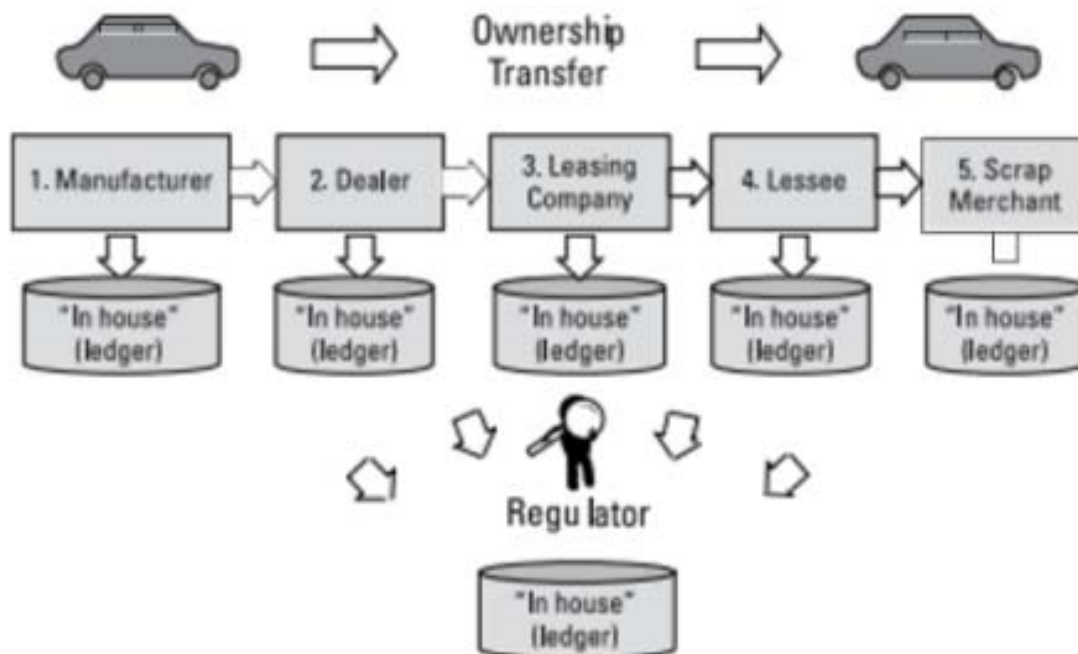 Ownership
Transfer
1. Manufacturer
2. Dealer
3. Leasing
Company
4. Lessee
5. Scrap
Merchant
"In house"
(ledger)
"In house"
(ledger)
"In house"
(ledger)
"In house"
(ledger)
"In house"
(ledger)
Regulator
"In house"
(ledger)